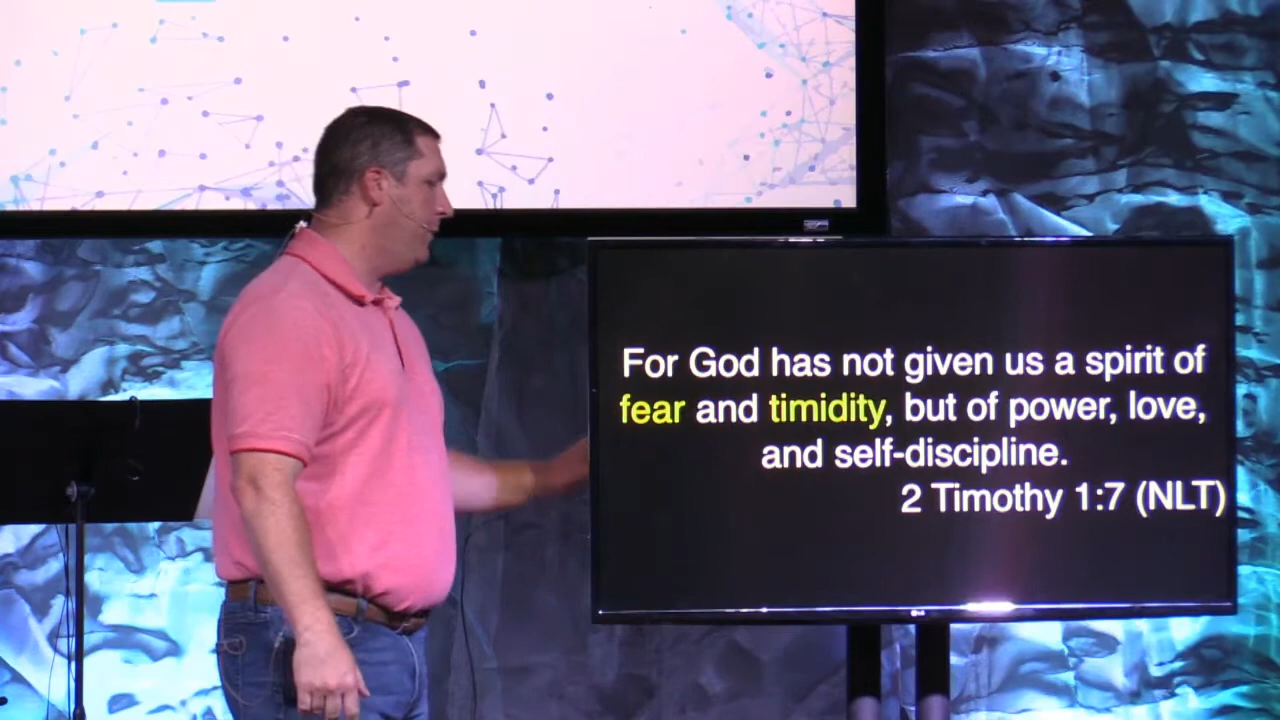 For God has not given us a spirit of
fear and timidity, but of power, love,
and self-discipline.
2 Timothy 1:7 (NLT)
LG